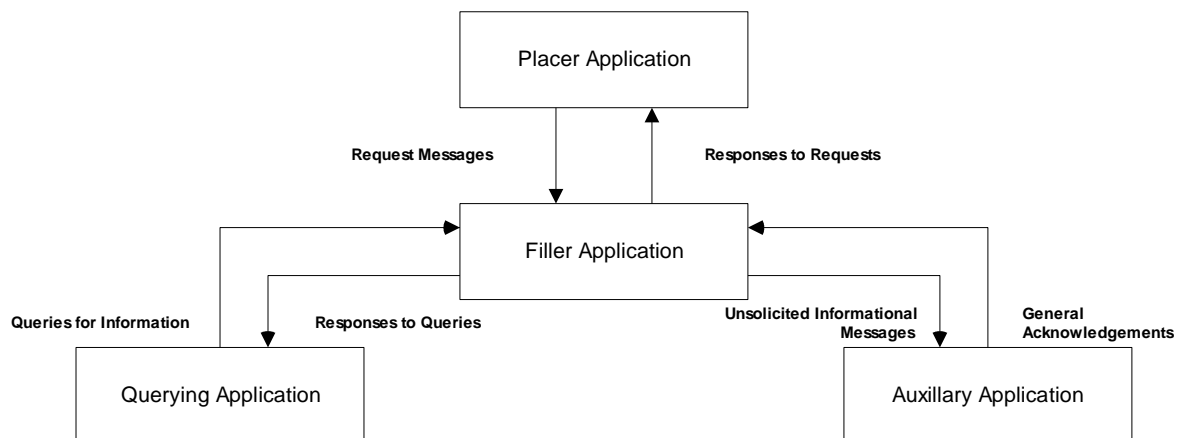 Placer Application
Request Messages
Responses to Requests
Filler Application
Queries for Information
Responses to Queries
Unsolicited Informational
Messages
General
Acknowledgements
Querying Application
Auxillary Application